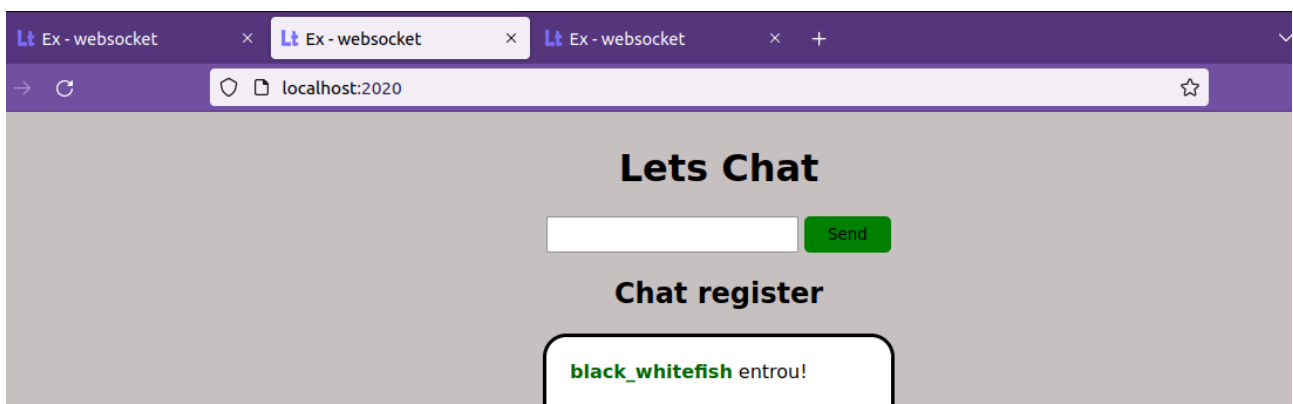 Lt Ex - websocket
Lt Ex - websocket
Lt Ex - websocket
localhost:2020
Lets Chat
Send
Chat register
black_whitefish entrou!